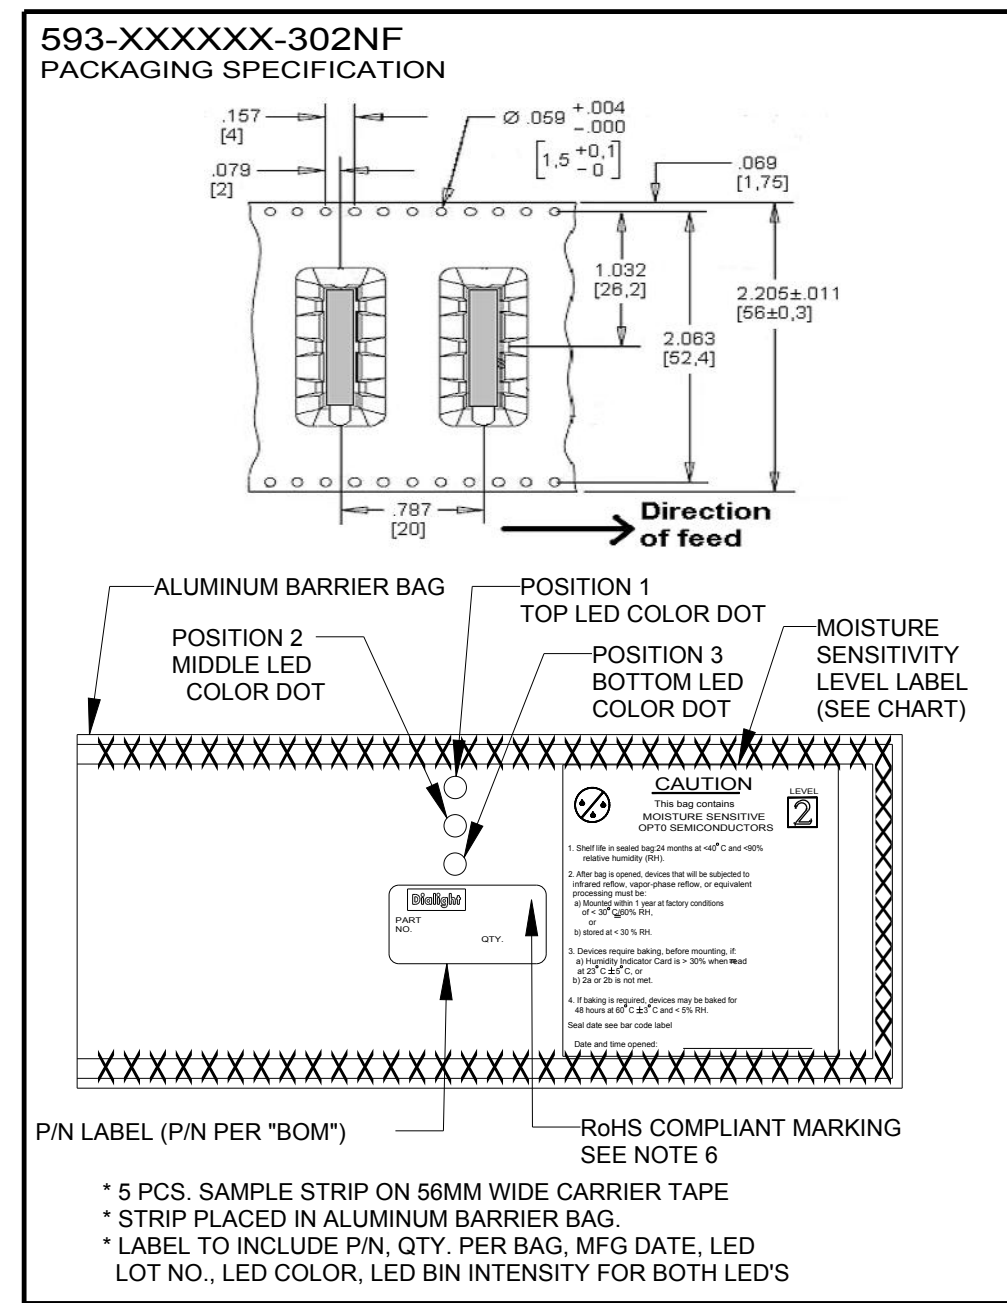 593-XXXXXX-302NF
PACKAGING SPECIFICATION
.157
[4]
Ø .059 +.004
-.000
[1,5 +0,1
- 0]
.079
[2]
.069
[1,75]
1.032
[26,2]
2.205±.011
[56±0,3]
2.063
[52,4]
.787
[20]
Direction
of feed
ALUMINUM BARRIER BAG
POSITION 1
TOP LED COLOR DOT
POSITION 2
MIDDLE LED
COLOR DOT
POSITION 3
BOTTOM LED
COLOR DOT
MOISTURE
SENSITIVITY
LEVEL LABEL
(SEE CHART)
CAUTION
This bag contains
MOISTURE SENSITIVE
OPT0 SEMICONDUCTORS
LEVEL
2
1. Shelf life in sealed bag:24 months at <40°C and <90%
relative humidity (RH).
2. After bag is opened, devices that will be subjected to
infrared reflow, vapor-phase reflow, or equivalent
processing must be:
a) Mounted within 1 year at factory conditions
of < 30°C/60% RH,
or
b) stored at < 30 % RH.
3. Devices require baking, before mounting, if:
a) Humidity Indicator Card is > 30% when read
at 23°C ±5°C, or
b) 2a or 2b is not met.
4. If baking is required, devices may be baked for
48 hours at 60°C ±3°C and < 5% RH.
Seal date see bar code label
Date and time opened:
Dialight
PART
NO.
QTY.
P/N LABEL (P/N PER "BOM")
RoHS COMPLIANT MARKING
SEE NOTE 6
* 5 PCS. SAMPLE STRIP ON 56MM WIDE CARRIER TAPE
* STRIP PLACED IN ALUMINUM BARRIER BAG.
* LABEL TO INCLUDE P/N, QTY. PER BAG, MFG DATE, LED
LOT NO., LED COLOR, LED BIN INTENSITY FOR BOTH LED'S